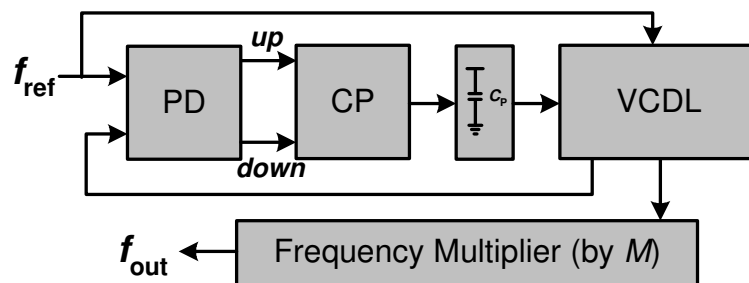 up
f_ref
PD
CP
C_P
VCDL
down
f_out
Frequency Multiplier (by M)